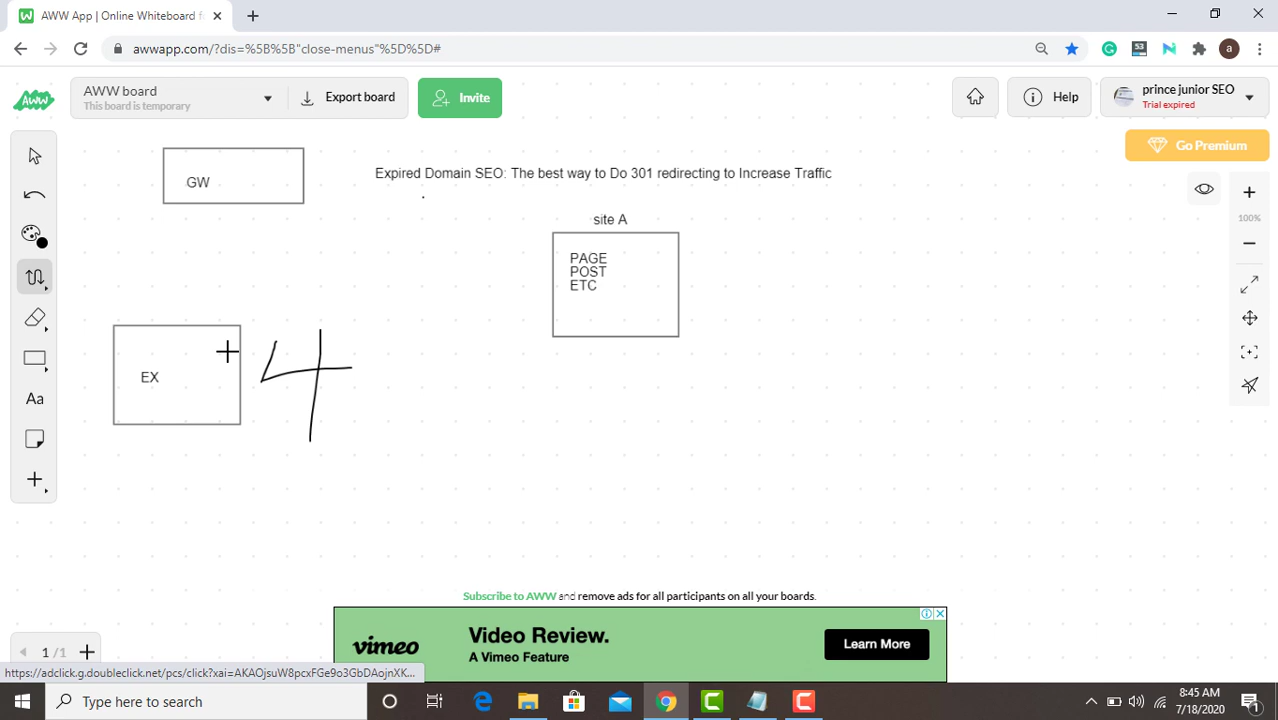 AWW App | Online Whiteboard f
awwapp.com/?dis=%5B%5B"close-menus"%5D%5D#
53
a
AWW
AWW board
This board is temporary
Export board
Invite
Help
prince junior SEO
Trial expired
Go Premium
GW
Expired Domain SEO: The best way to Do 301 redirecting to Increase Traffic
site A
100%
PAGE
POST
ETC
EX
4
Aa
Subscribe to AWW and remove ads for all participants on all your boards.
vimeo
Video Review.
A Vimeo Feature
Learn More
1 /1
https://adclick.g.doubleclick.net/pcs/click?xai=AKAOjsuW8pcxFGe9o3GbDAojnXK...
Type here to search
8:45 AM
7/18/2020
1